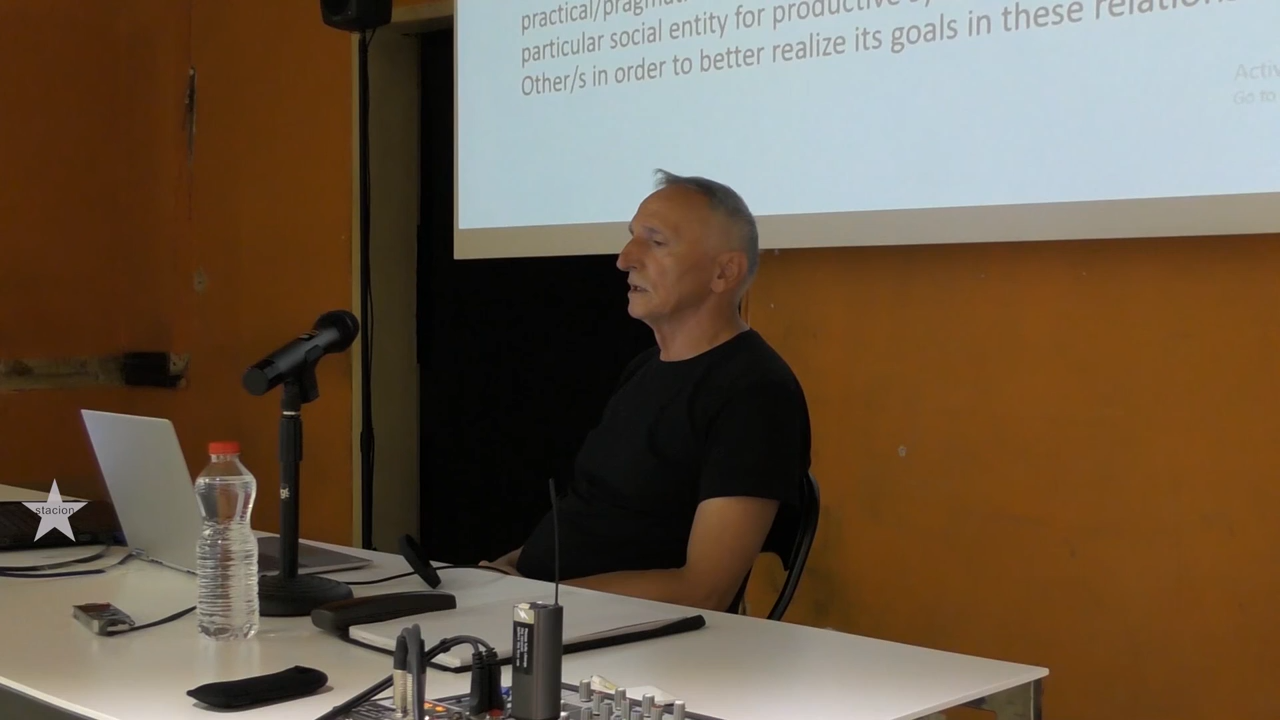 practical/pragmati
particular social entity for productive
Other/s in order to better realize its goals in these relation
Activ
Go to
stacion